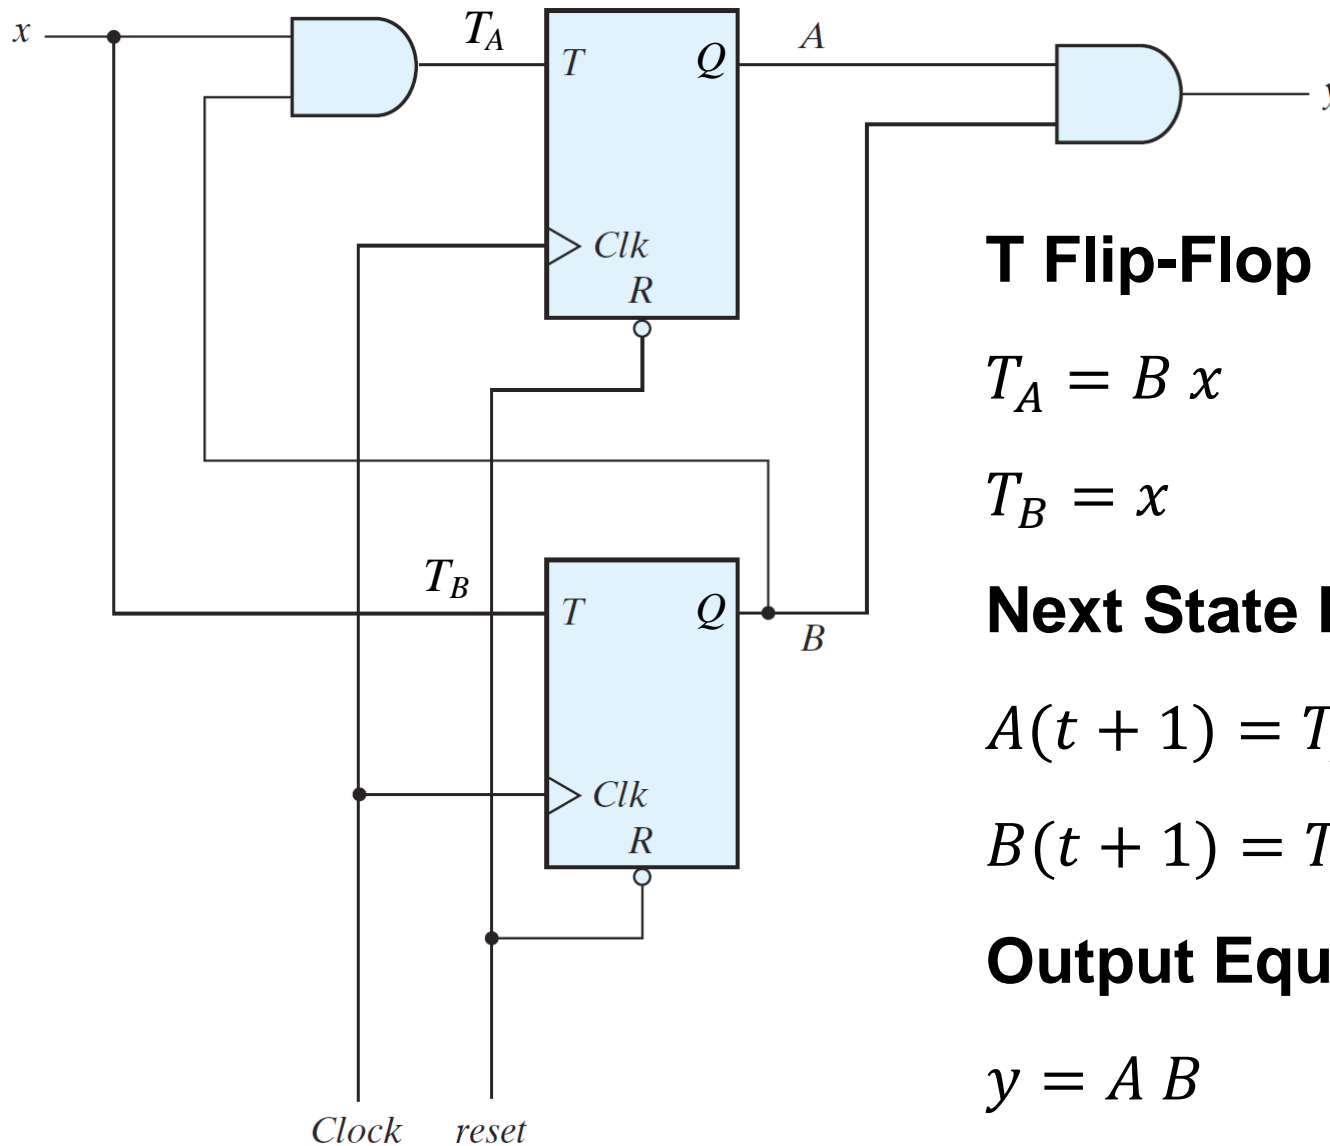 x
T_A
T
Q
A
y
Clk
R
T_B
T
Q
B
Clk
R
Clock
reset
T Flip-Flop
T_A = B x
T_B = x
Next State
A(t + 1) = T
B(t + 1) = T
Output Equ
y = A B